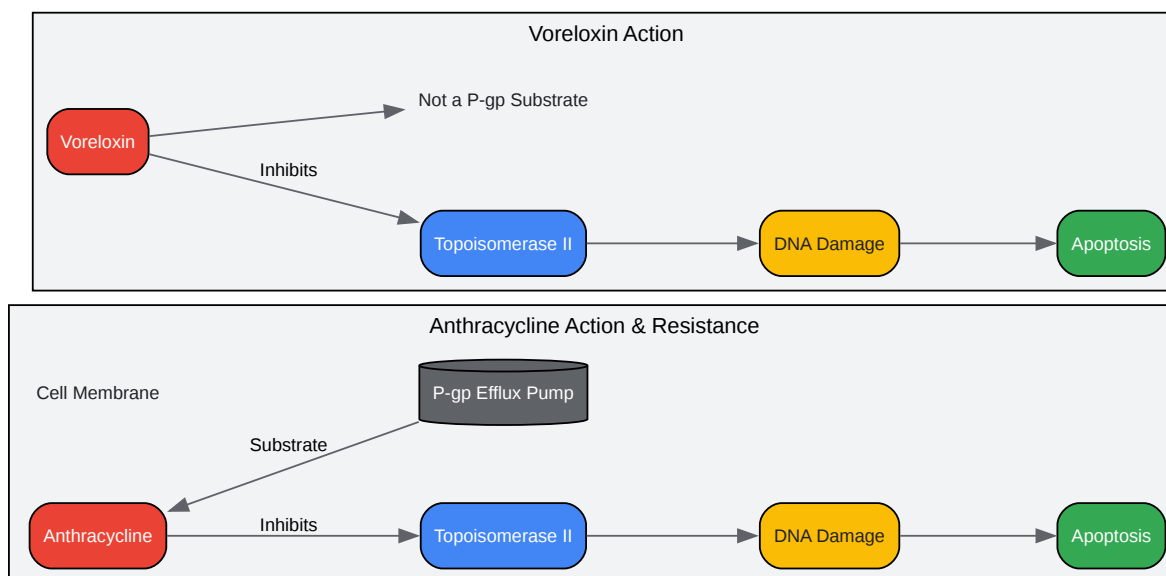 Voreloxin Action
Not a P-gp Substrate
Voreloxin
Inhibits
Topoisomerase II
DNA Damage
Apoptosis
Anthracycline Action & Resistance
Cell Membrane
P-gp Efflux Pump
Substrate
Anthracycline
Inhibits
Topoisomerase II
DNA Damage
Apoptosis